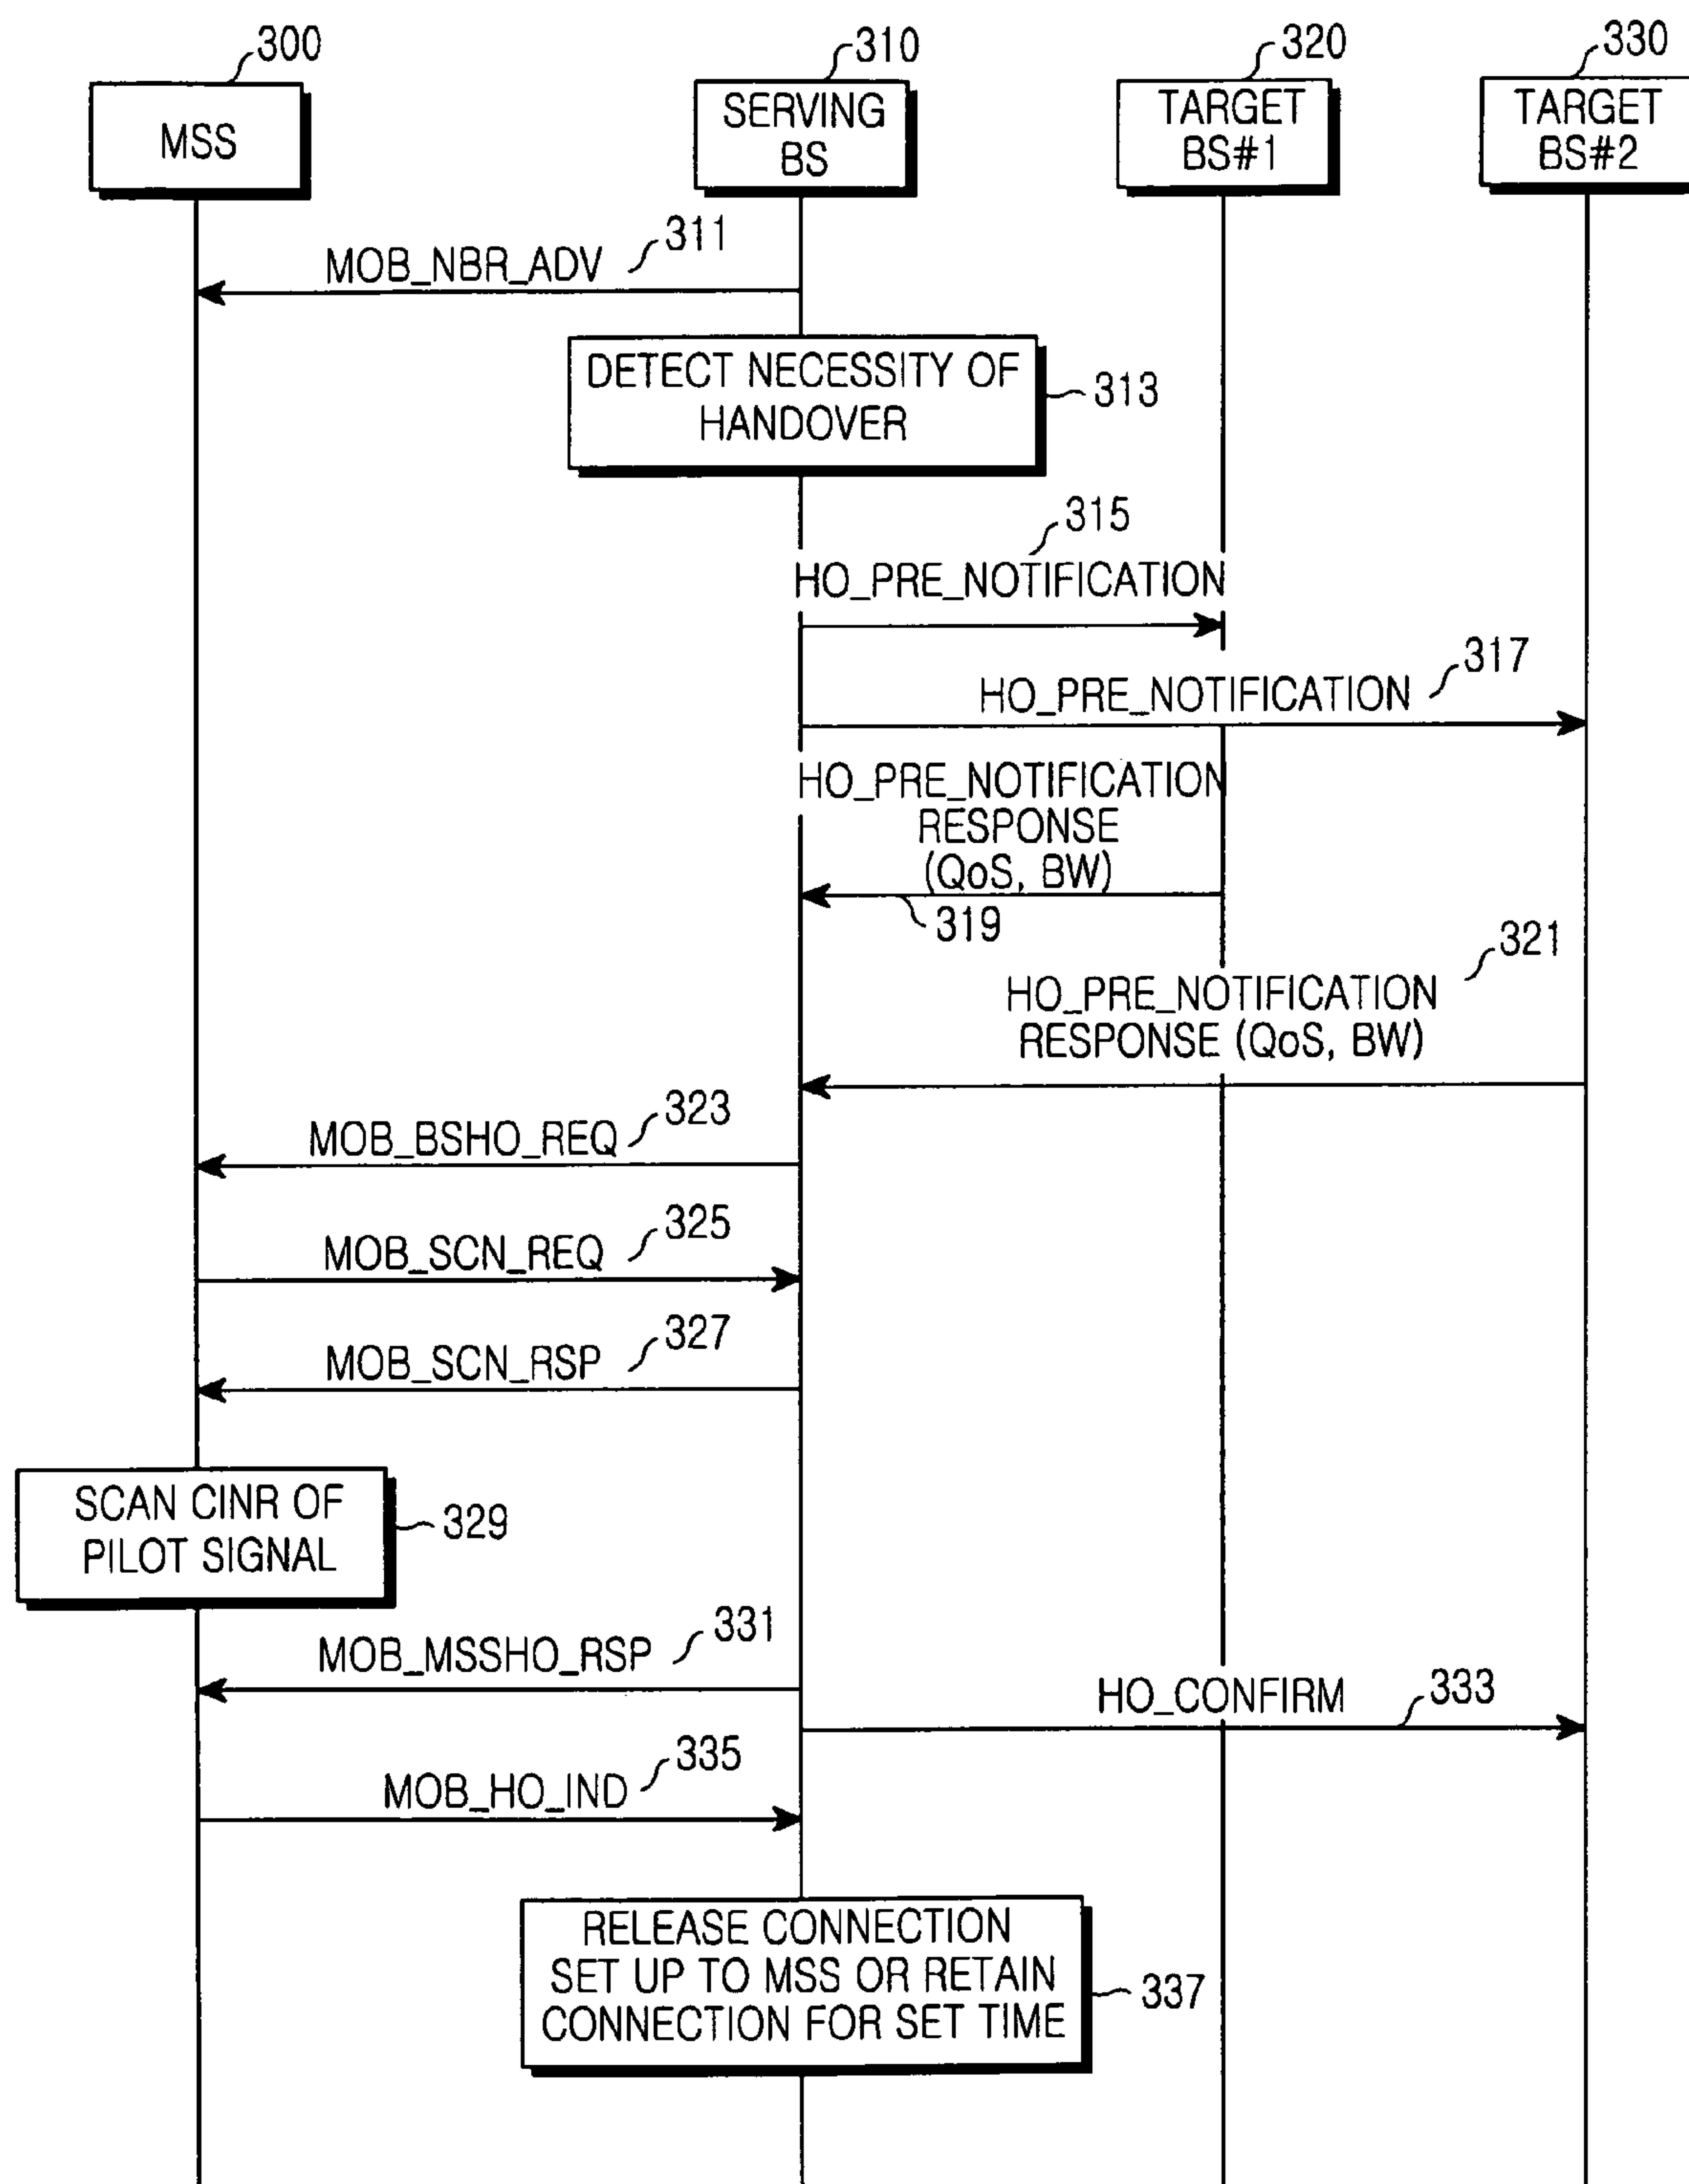 300
310
320
330
MSS
SERVING
BS
TARGET
BS#1
TARGET
BS#2
311
MOB_NBR_ADV
DETECT NECESSITY OF
HANDOVER
313
315
HO_PRE_NOTIFICATION
317
HO_PRE_NOTIFICATION
HO_PRE_NOTIFICATION
RESPONSE
(QoS, BW)
319
321
HO_PRE_NOTIFICATION
RESPONSE (QoS, BW)
323
MOB_BSHO_REQ
325
MOB_SCN_REQ
327
MOB_SCN_RSP
SCAN CINR OF
PILOT SIGNAL
329
331
MOB_MSSHO_RSP
333
HO_CONFIRM
335
MOB_HO_IND
RELEASE CONNECTION
SET UP TO MSS OR RETAIN
CONNECTION FOR SET TIME
337